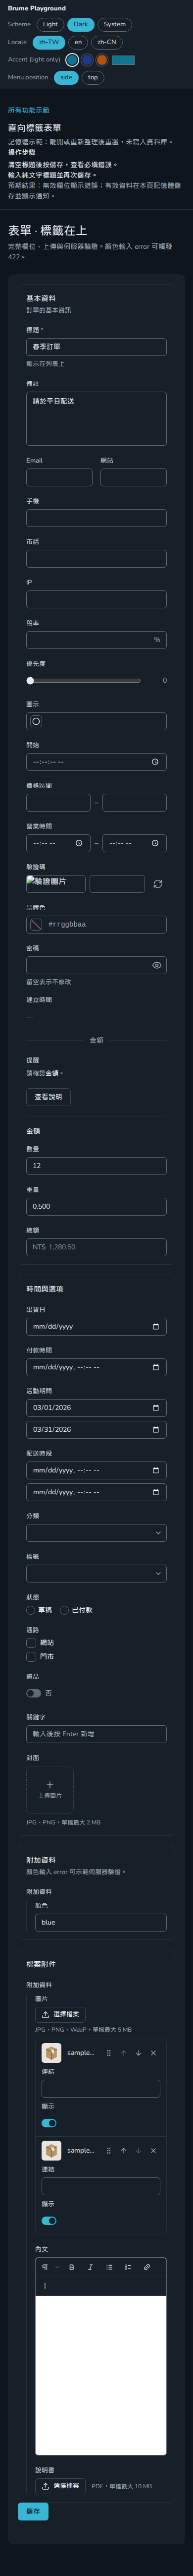 Brume Playground
Scheme Light Dark System
Locale zh-TW en zh-CN
Accent (light only)
Menu position side top
所有功能示範
直向標籤表單
記憶體示範：離開或重新整理後重置，未寫入資料庫。
操作步驟
清空標題後按儲存，查看必填錯誤。
輸入純文字標題並再次儲存。
預期結果：無效欄位顯示錯誤；有效資料在本頁記憶體儲存並顯示通知。
表單 · 標籤在上
完整欄位、上傳與伺服器驗證。顏色輸入 error 可觸發 422。
基本資料
訂單的基本資訊
標題 *
春季訂單
顯示在列表上
備註
請於平日配送
Email 網站
手機
市話
IP
稅率
%
優先度
0
圖示
開始
--:--:-- --
價格區間
–
營業時間
--:-- -- – --:-- --
驗證碼
驗證圖片
品牌色
#rrggbbaa
密碼
留空表示不修改
建立時間
—
金額
提醒
請確認金額。
查看說明
金額
數量
12
重量
0.500
總額
NT$ 1,280.50
時間與選項
出貨日
mm/dd/yyyy
付款時間
mm/dd/yyyy, --:-- --
活動期間
03/01/2026
03/31/2026
配送時段
mm/dd/yyyy, --:-- --
mm/dd/yyyy, --:-- --
分類
標籤
狀態
草稿 已付款
通路
網站
門市
禮品
否
關鍵字
輸入後按 Enter 新增
封面
上傳圖片
JPG、PNG，單檔最大 2 MB
附加資料
顏色輸入 error 可示範伺服器驗證。
附加資料
顏色
blue
檔案附件
附加資料
圖片
選擇檔案
JPG、PNG、WebP，單檔最大 5 MB
sample...
連結
顯示
sample...
連結
顯示
內文
說明書
選擇檔案 PDF，單檔最大 10 MB
儲存